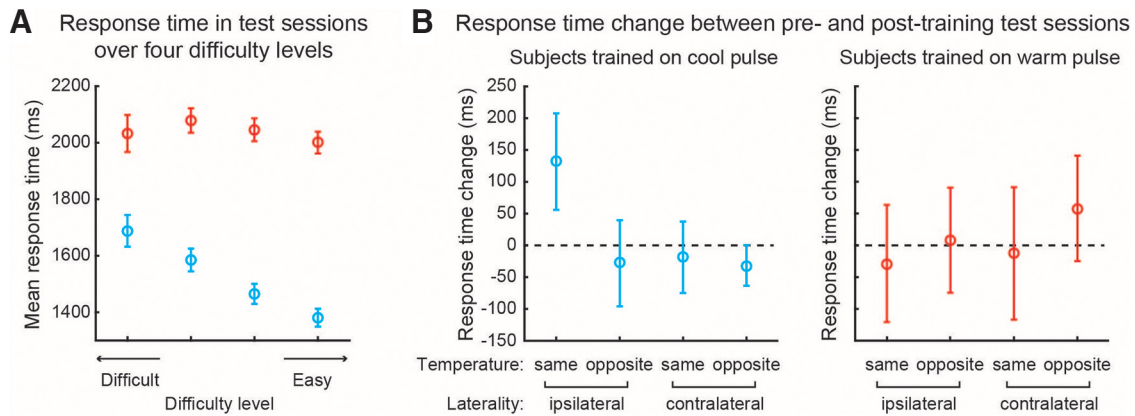 A Response time in test sessions
over four difficulty levels
Mean response time (ms)
2200
2000
1800
1600
1400
Difficult Easy
Difficulty level
B Response time change between pre- and post-training test sessions
Subjects trained on cool pulse
Response time change (ms)
250
200
150
100
50
0
-50
-100
-150
Temperature: same opposite same opposite
Laterality: ipsilateral contralateral
Subjects trained on warm pulse
Response time change (ms)
same opposite same opposite
ipsilateral contralateral